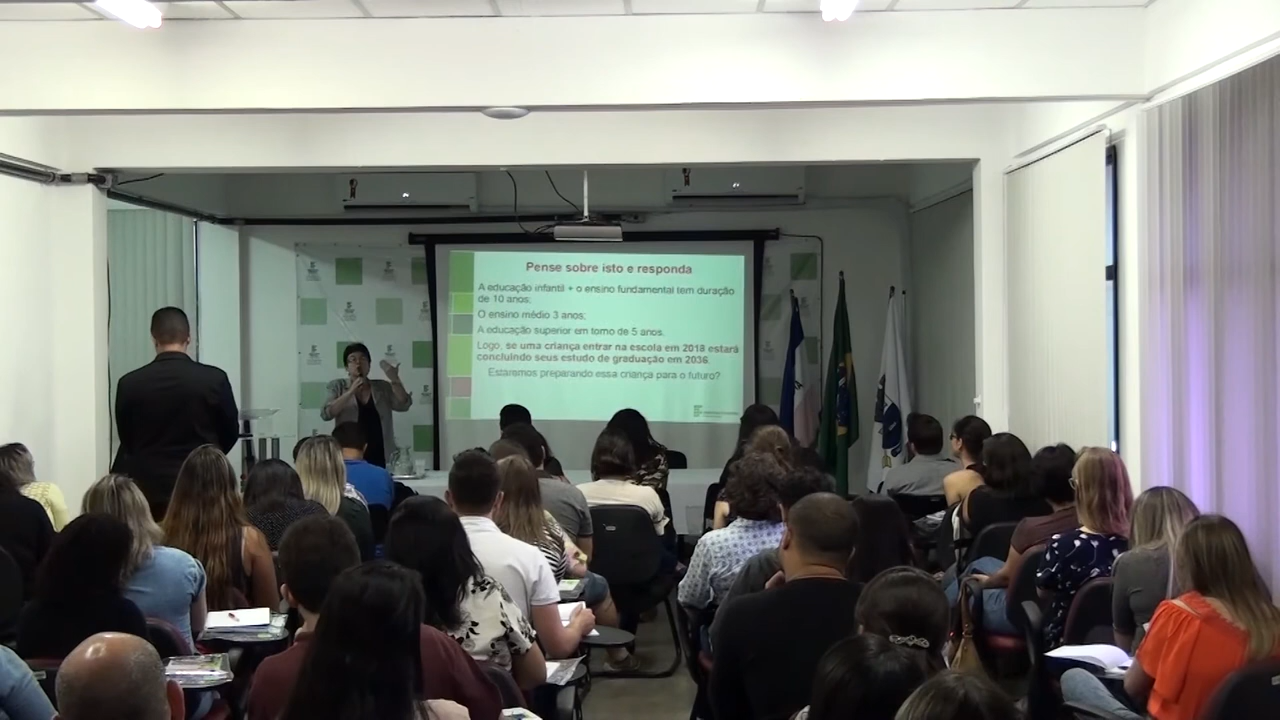 Pense sobre isto e responda
A educação infantil + o ensino fundamental tem duração
de 10 anos;
O ensino médio 3 anos;
A educação superior em torno de 5 anos.
Logo, se uma criança entrar na escola em 2018 estará
concluindo seus estudo de graduação em 2036.
Estaremos preparando essa criança para o futuro?